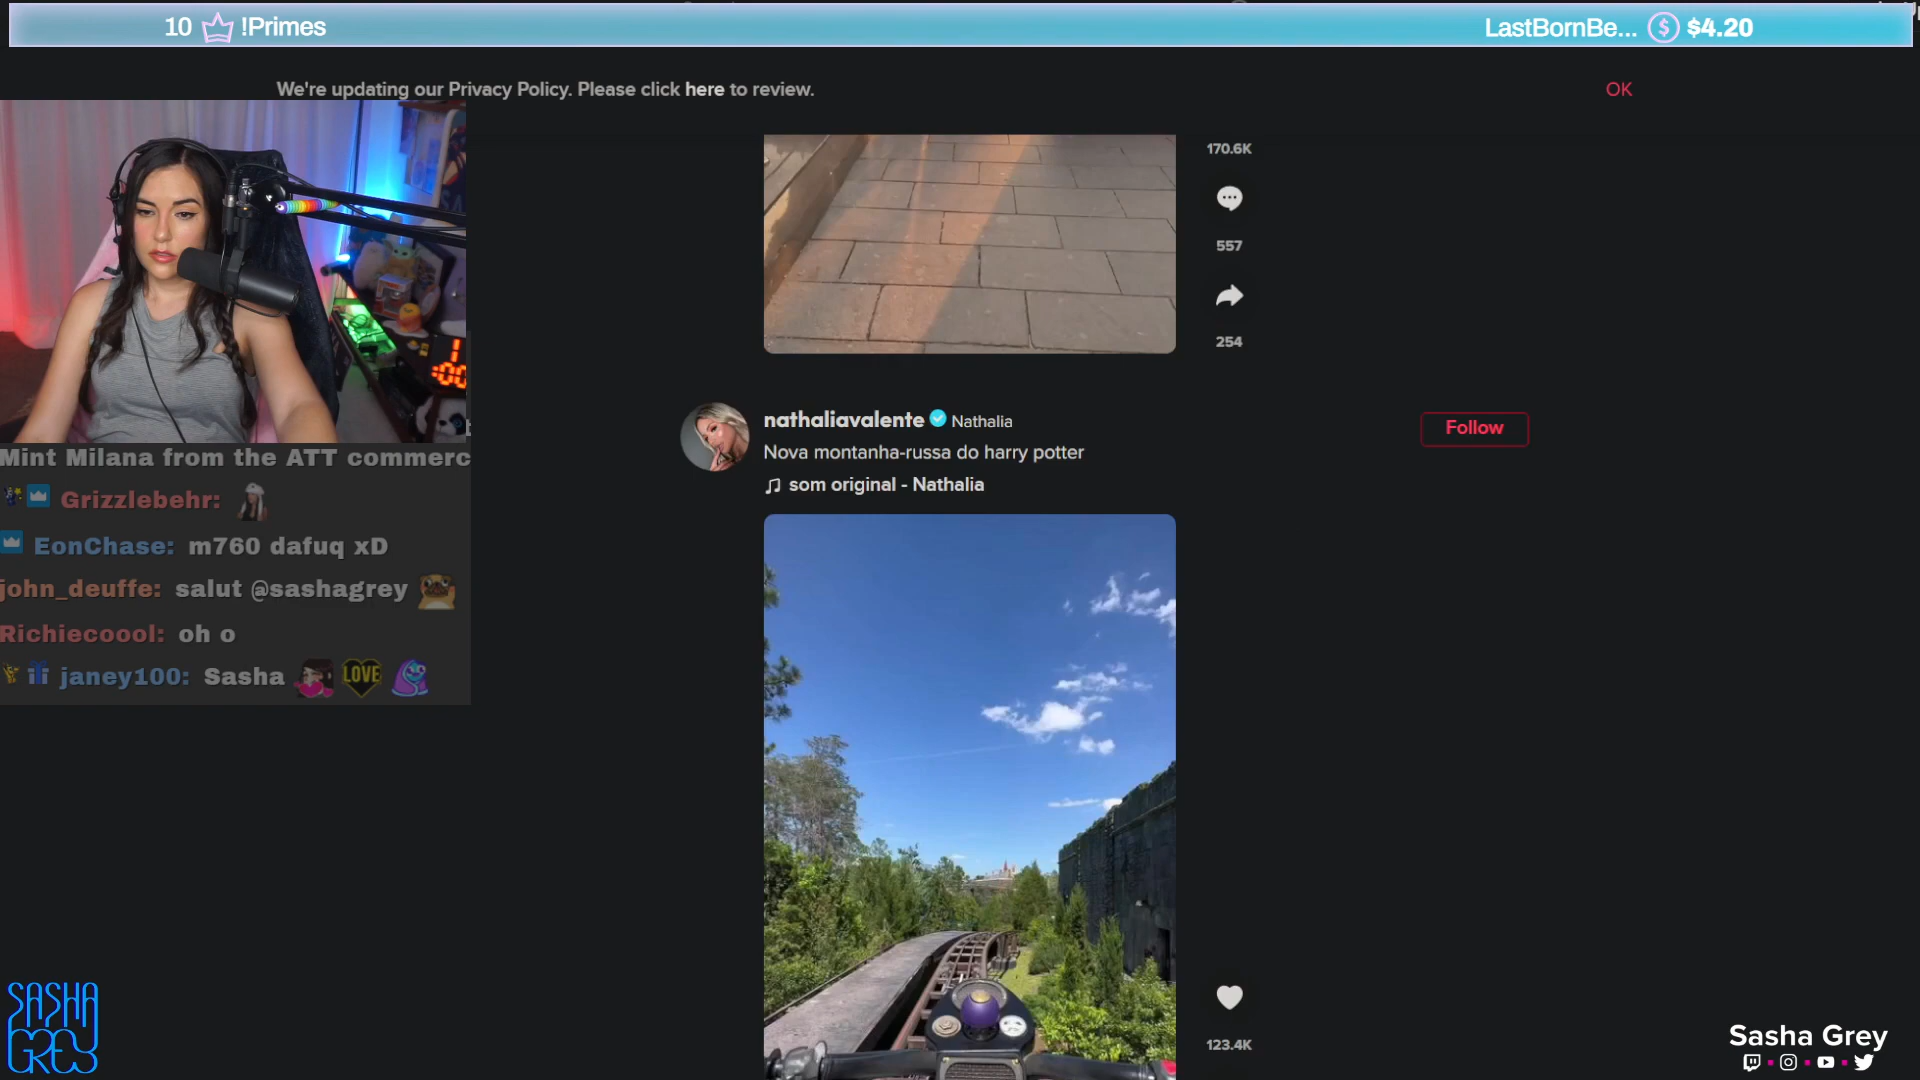 10 !Primes
LastBornBe... $4.20
We're updating our Privacy Policy. Please click here to review.
OK
170.6K
557
254
nathaliavalente Nathalia
Nova montanha-russa do harry potter
som original - Nathalia
Follow
Mint Milana from the ATT commerc
Grizzlebehr:
EonChase: m760 dafuq xD
john_deuffe: salut @sashagrey
Richiecoool: oh o
janey100: Sasha LOVE
123.4K
SASHA
GREY
Sasha Grey